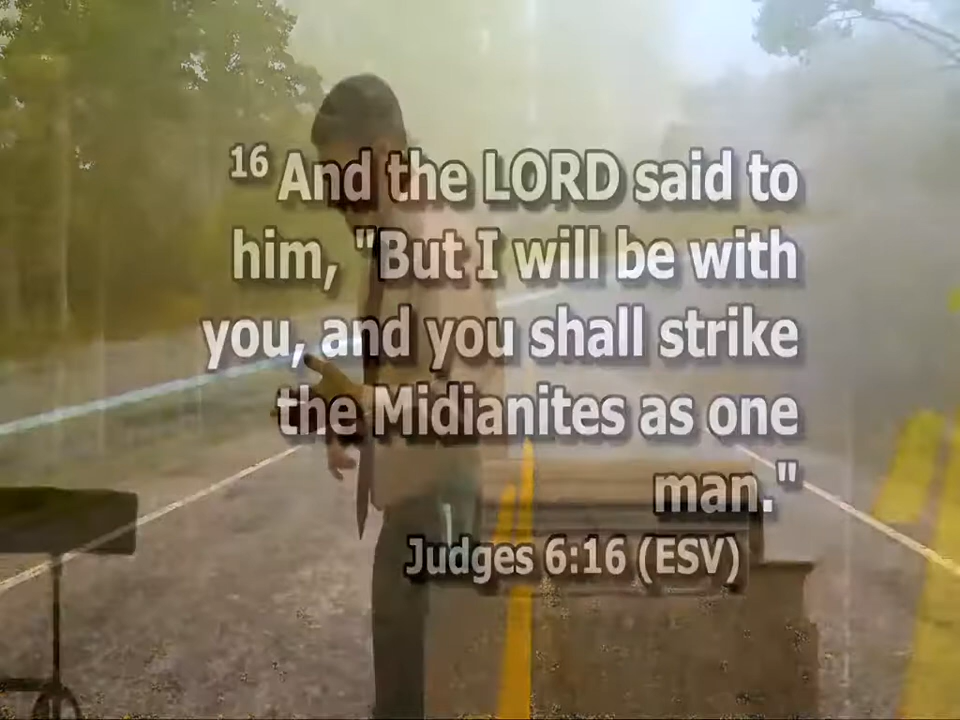 16 And the LORD said to
him, "But I will be with
you, and you shall strike
the Midianites as one
man."
Judges 6:16 (ESV)